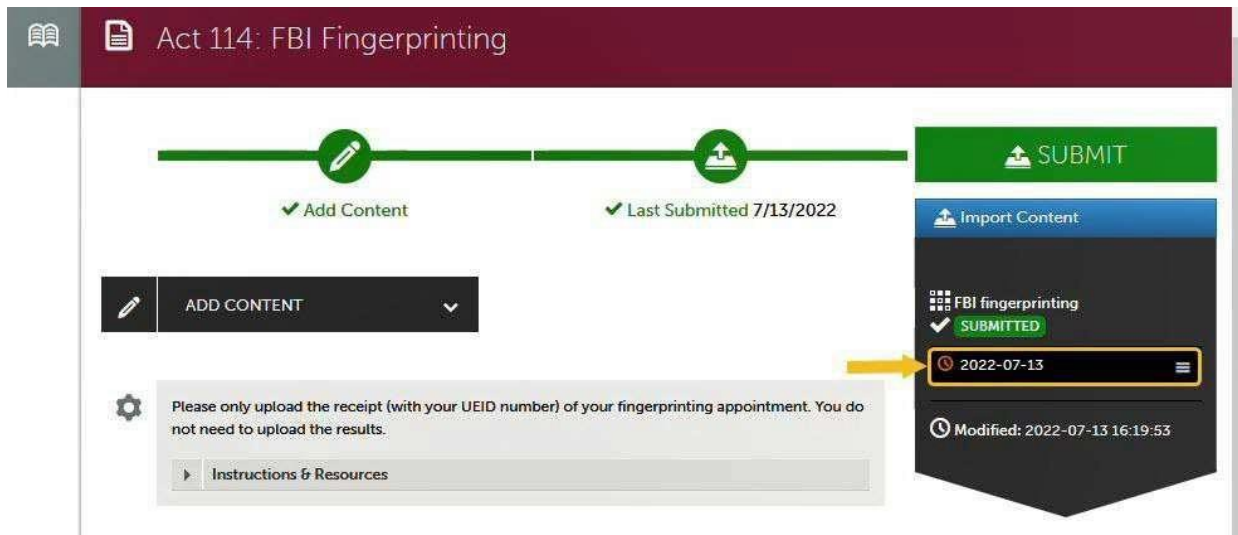 Act 114: FBI Fingerprinting
Add Content
Last Submitted 7/13/2022
SUBMIT
Import Content
ADD CONTENT
FBI fingerprinting
SUBMITTED
2022-07-13
Modified: 2022-07-13 16:19:53
Please only upload the receipt (with your UEID number) of your fingerprinting appointment. You do
not need to upload the results.
Instructions & Resources